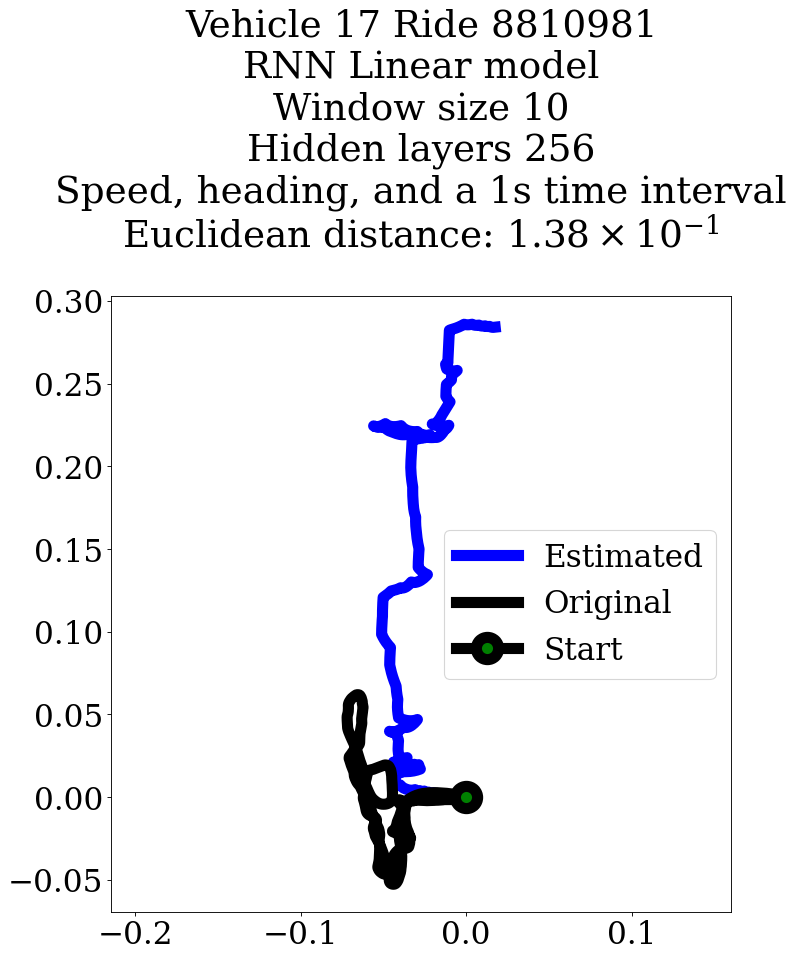 Vehicle 17 Ride 8810981
RNN Linear model
Window size 10
Hidden layers 256
Speed, heading, and a 1s time interval
Euclidean distance: 1.38 × 10⁻¹
0.30
0.25
0.20
0.15
0.10
0.05
0.00
−0.05
Estimated
Original
Start
−0.2
−0.1
0.0
0.1